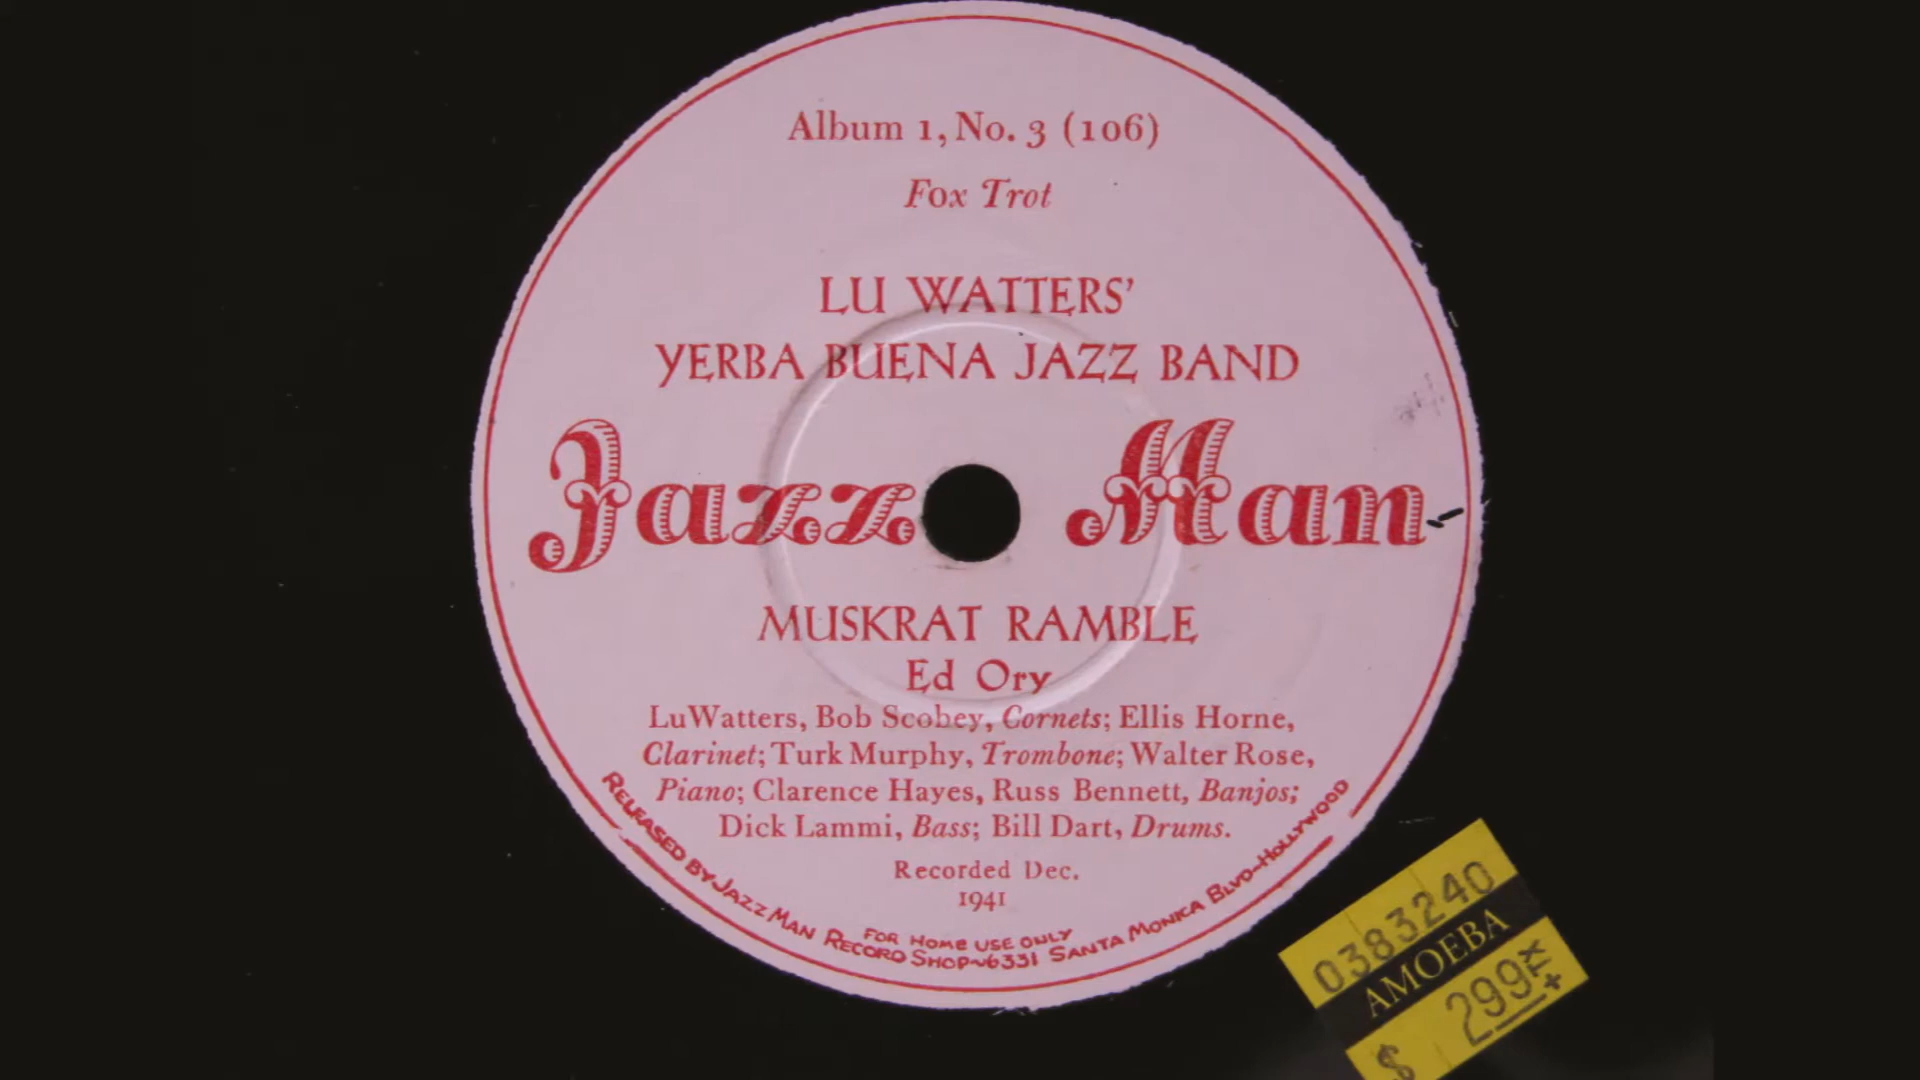 Album 1, No. 3 (106)
Fox Trot
LU WATTERS'
YERBA BUENA JAZZ BAND
Jazz Man
MUSKRAT RAMBLE
Ed Ory
Lu Watters, Bob Scobey, Cornets; Ellis Horne,
Clarinet; Turk Murphy, Trombone; Walter Rose,
Piano; Clarence Hayes, Russ Bennett, Banjos;
Dick Lammi, Bass; Bill Dart, Drums.
Recorded Dec.
1941
FOR HOME USE ONLY
RELEASED BY JAZZ MAN RECORD SHOP~6331 SANTA MONICA BLVD~HOLLYWOOD
0383240
AMOEBA
$ 299